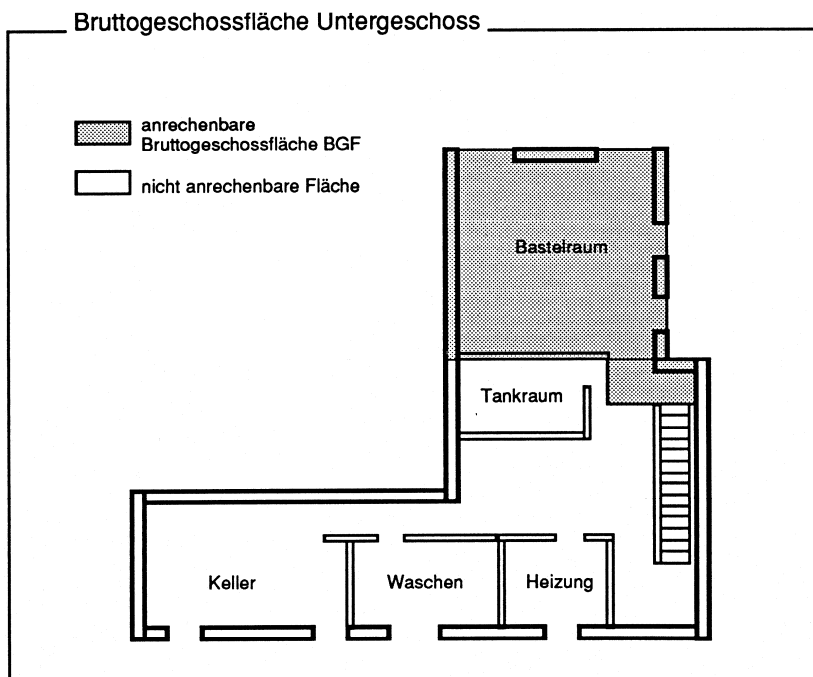 Bruttogeschossfläche Untergeschoss
anrechenbare
Bruttogeschossfläche BGF
nicht anrechenbare Fläche
Bastelraum
Tankraum
Keller
Waschen
Heizung